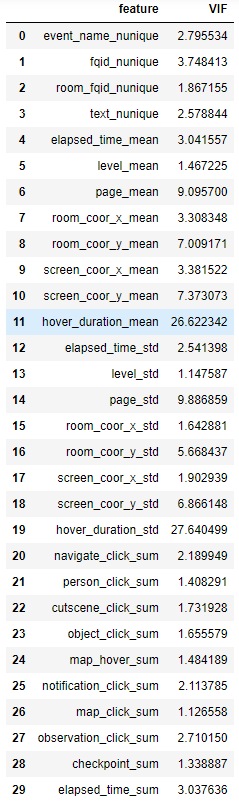 feature VIF
0 event_name_nunique 2.795534
1 fqid_nunique 3.748413
2 room_fqid_nunique 1.867155
3 text_nunique 2.578844
4 elapsed_time_mean 3.041557
5 level_mean 1.467225
6 page_mean 9.095700
7 room_coor_x_mean 3.308348
8 room_coor_y_mean 7.009171
9 screen_coor_x_mean 3.381522
10 screen_coor_y_mean 7.373073
11 hover_duration_mean 26.622342
12 elapsed_time_std 2.541398
13 level_std 1.147587
14 page_std 9.886859
15 room_coor_x_std 1.642881
16 room_coor_y_std 5.668437
17 screen_coor_x_std 1.902939
18 screen_coor_y_std 6.866148
19 hover_duration_std 27.640499
20 navigate_click_sum 2.189949
21 person_click_sum 1.408291
22 cutscene_click_sum 1.731928
23 object_click_sum 1.655579
24 map_hover_sum 1.484189
25 notification_click_sum 2.113785
26 map_click_sum 1.126558
27 observation_click_sum 2.710150
28 checkpoint_sum 1.338887
29 elapsed_time_sum 3.037636